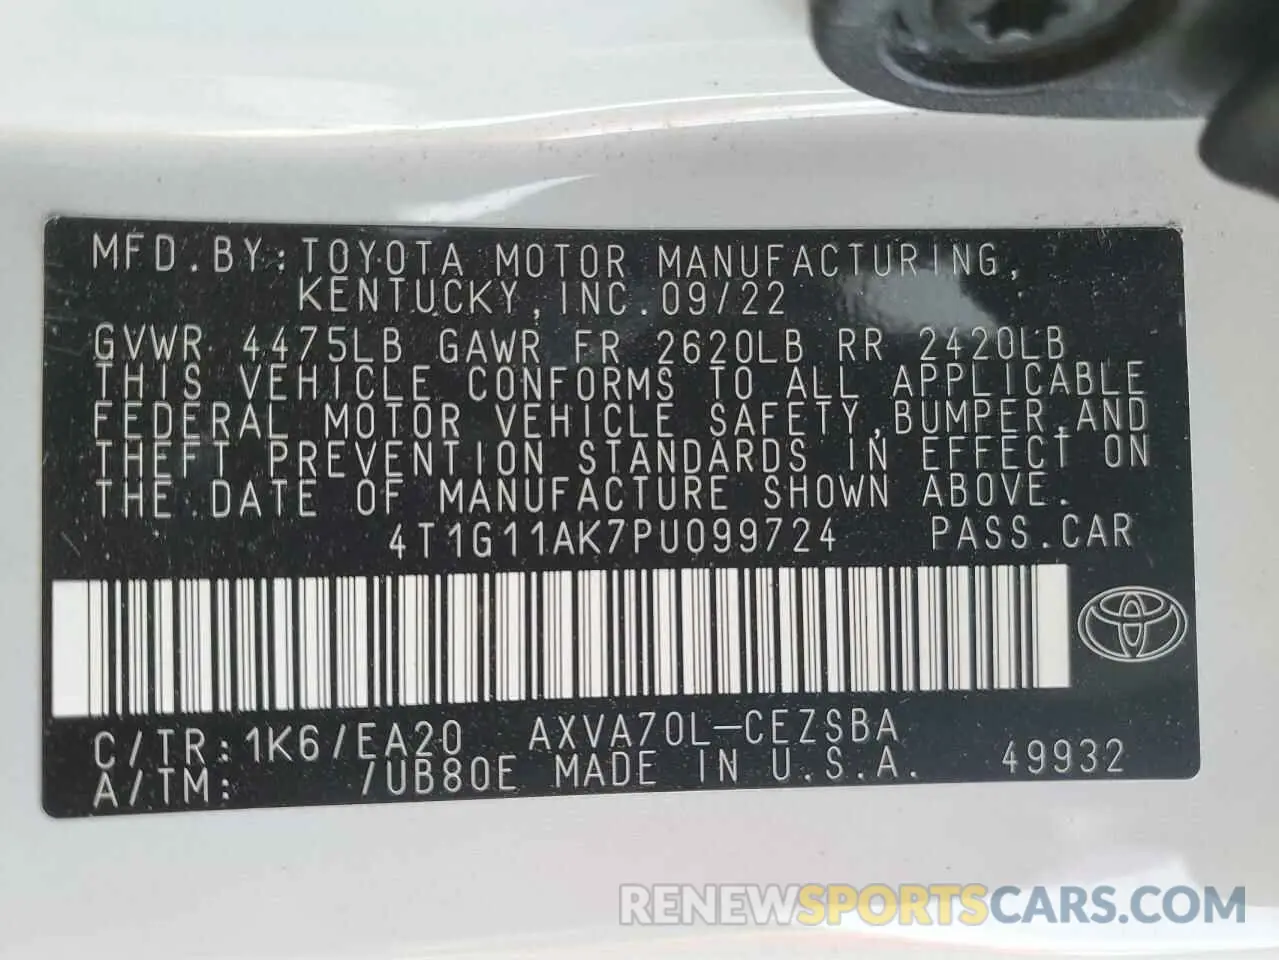 MFD.BY:TOYOTA MOTOR MANUFACTURING,
KENTUCKY,INC.09/22
GVWR 4475LB GAWR FR 2620LB RR 2420LB
THIS VEHICLE CONFORMS TO ALL APPLICABLE
FEDERAL MOTOR VEHICLE SAFETY,BUMPER,AND
THEFT PREVENTION STANDARDS IN EFFECT ON
THE DATE OF MANUFACTURE SHOWN ABOVE.
4T1G11AK7PU099724 PASS.CAR
C/TR:1K6/EA20 AXVA70L-CEZSBA
A/TM: /UB80E MADE IN U.S.A. 49932
RENEWSPORTSCARS.COM